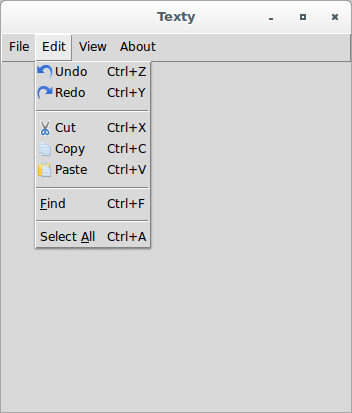 Texty
File Edit View About
Undo Ctrl+Z
Redo Ctrl+Y
Cut Ctrl+X
Copy Ctrl+C
Paste Ctrl+V
Find Ctrl+F
Select All Ctrl+A